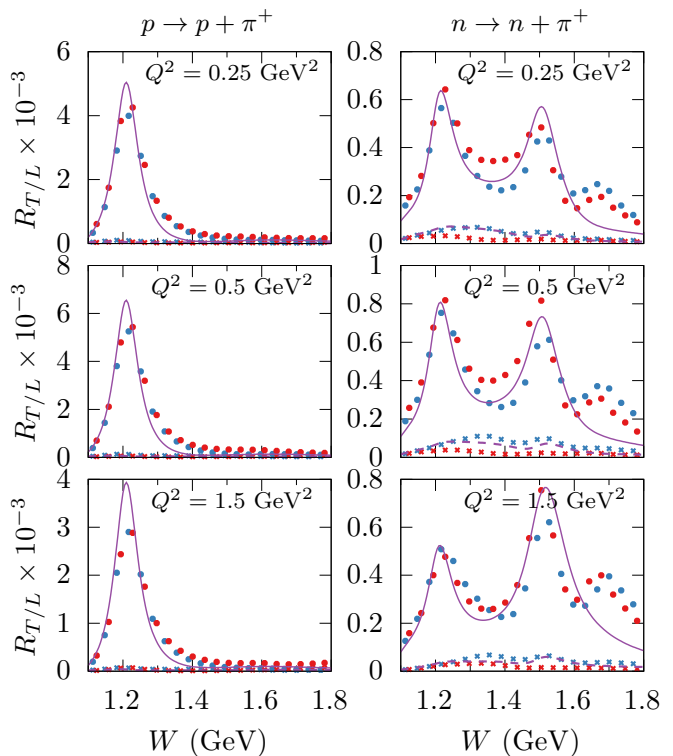 p → p + π⁺ n → n + π⁺
6 4 2 0 R_{T/L} × 10⁻³ Q² = 0.25 GeV²
0.8 0.6 0.4 0.2 0 Q² = 0.25 GeV²
8 6 4 2 0 R_{T/L} × 10⁻³ Q² = 0.5 GeV²
1 0.8 0.6 0.4 0.2 0 Q² = 0.5 GeV²
4 3 2 1 0 R_{T/L} × 10⁻³ Q² = 1.5 GeV²
0.8 0.6 0.4 0.2 0 Q² = 1.5 GeV²
1.2 1.4 1.6 1.8 1.2 1.4 1.6 1.8
W (GeV) W (GeV)